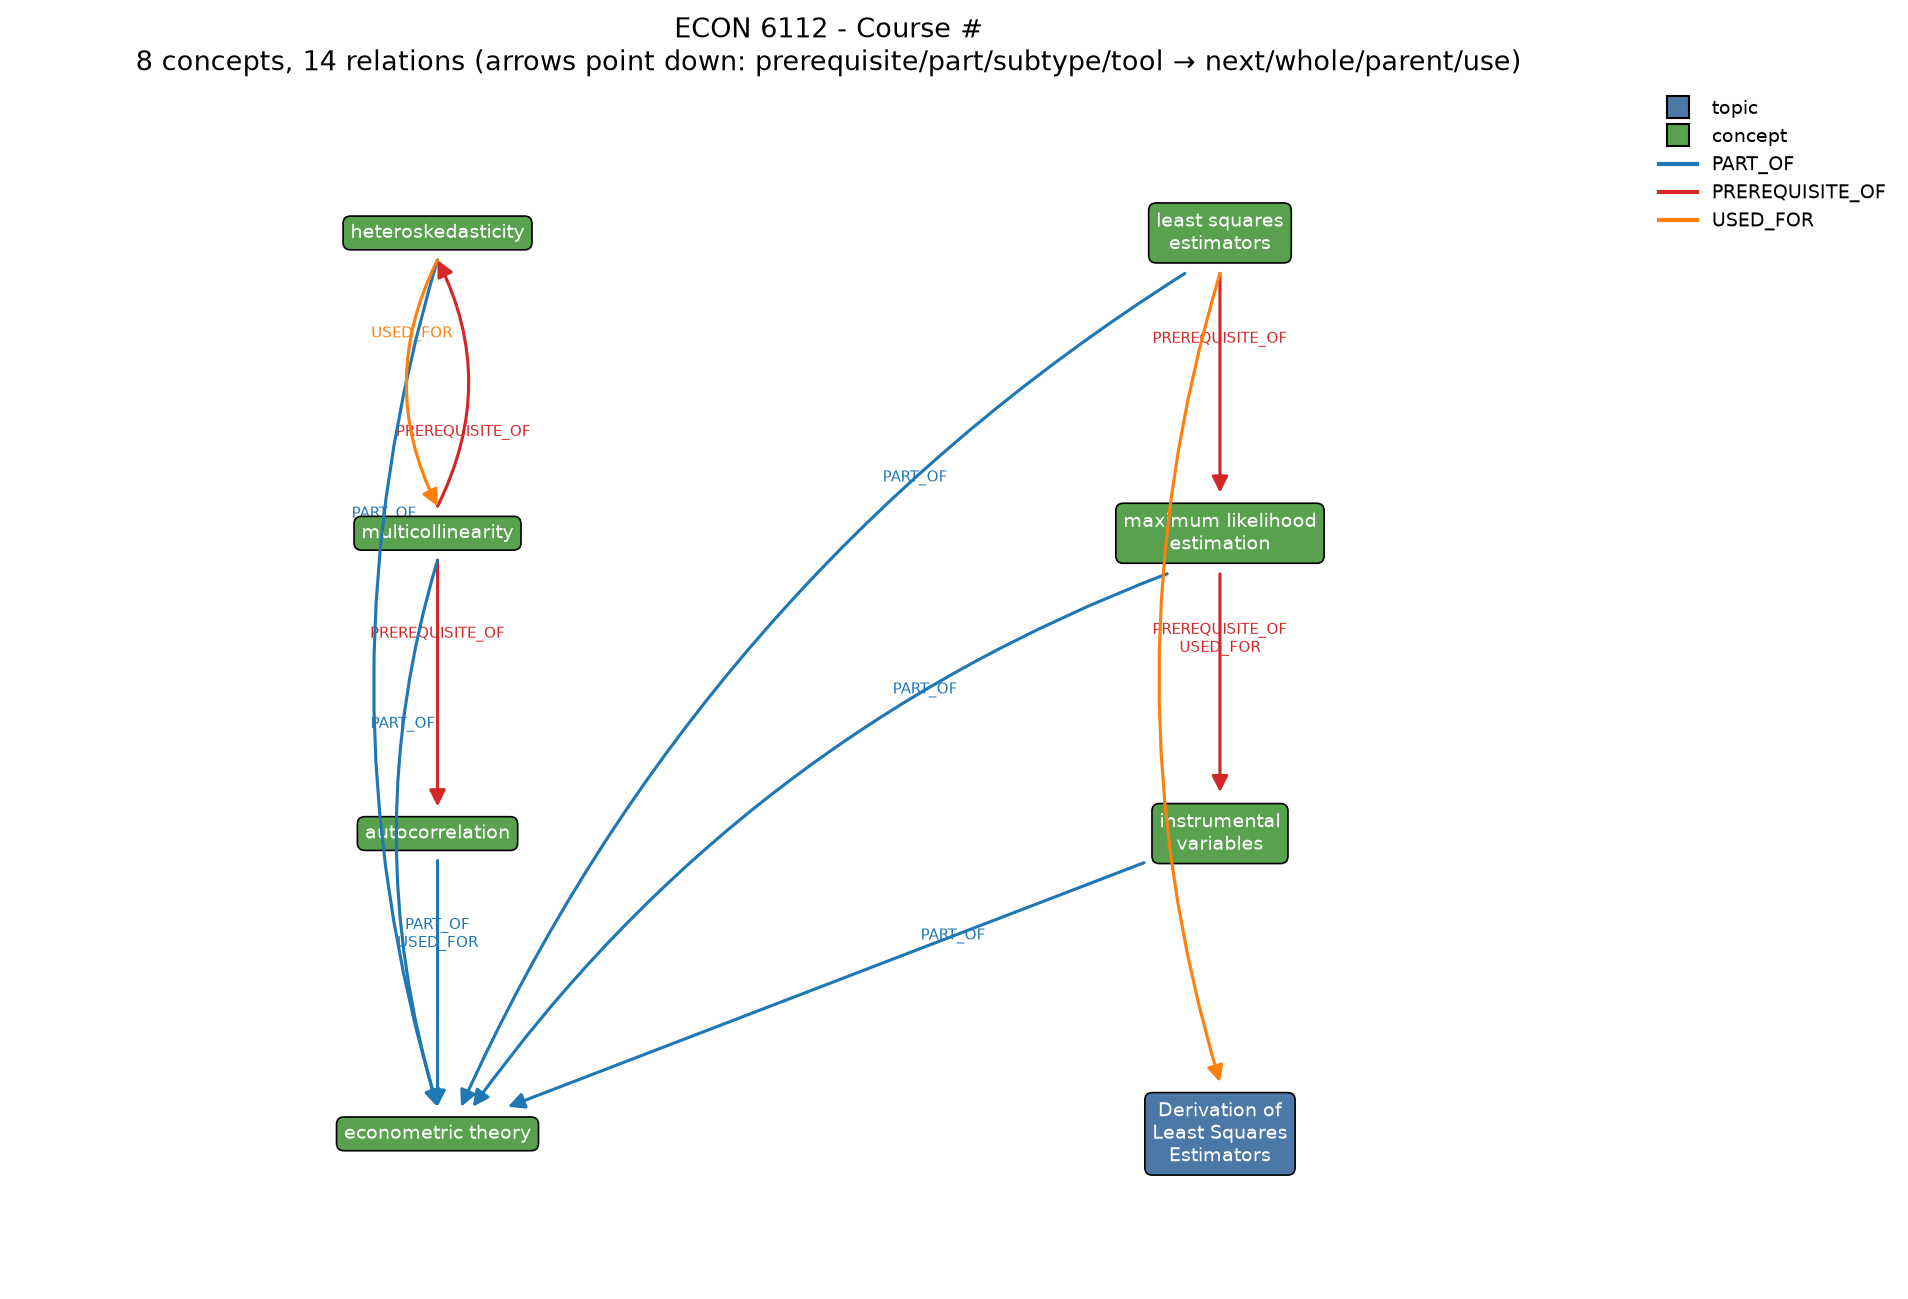 ECON 6112 - Course #
8 concepts, 14 relations (arrows point down: prerequisite/part/subtype/tool → next/whole/parent/use)
topic
concept
PART_OF
PREREQUISITE_OF
USED_FOR
heteroskedasticity
least squares
estimators
USED_FOR
PREREQUISITE_OF
PREREQUISITE_OF
PART_OF
PART_OF
multicollinearity
maximum likelihood
estimation
PREREQUISITE_OF
PREREQUISITE_OF
USED_FOR
PART_OF
PART_OF
autocorrelation
instrumental
variables
PART_OF
USED_FOR
PART_OF
econometric theory
Derivation of
Least Squares
Estimators